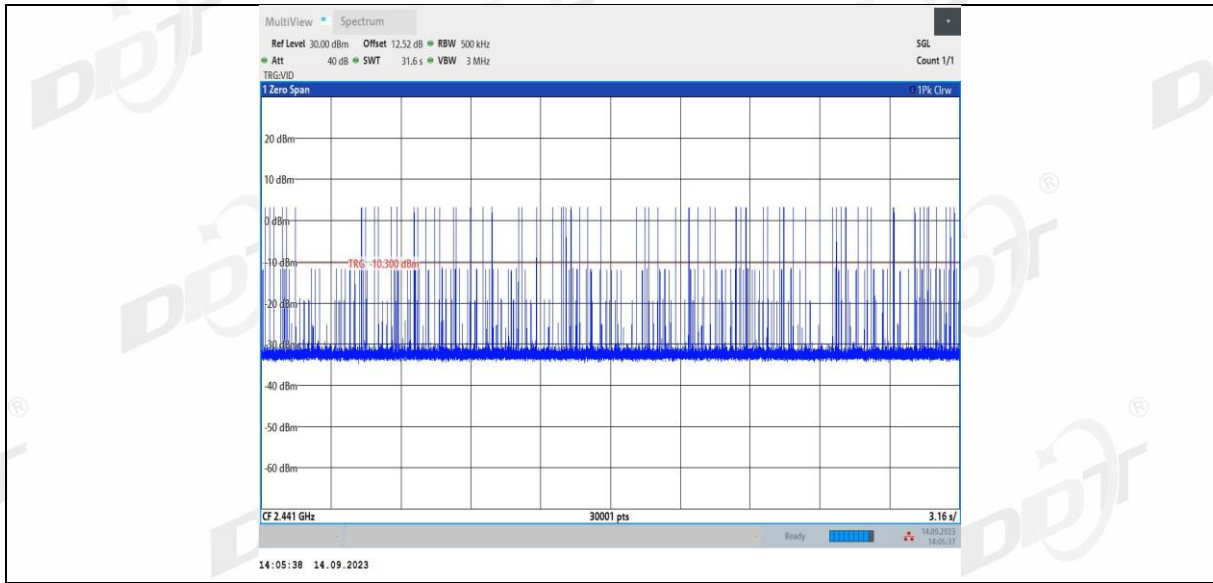 MultiView Spectrum
Ref Level 30.00 dBm Offset 12.52 dB RBW 500 kHz SGL
Att 40 dB SWT 31.6 s VBW 3 MHz Count 1/1
TRG:VID
1 Zero Span 1Pk Clrw
20 dBm
10 dBm
0 dBm
-10 dBm
TRG -10.300 dBm
-20 dBm
-30 dBm
-40 dBm
-50 dBm
-60 dBm
CF 2.441 GHz 30001 pts 3.16 s/
Ready 14.09.2023
14:05:37
14:05:38 14.09.2023
DDT
®